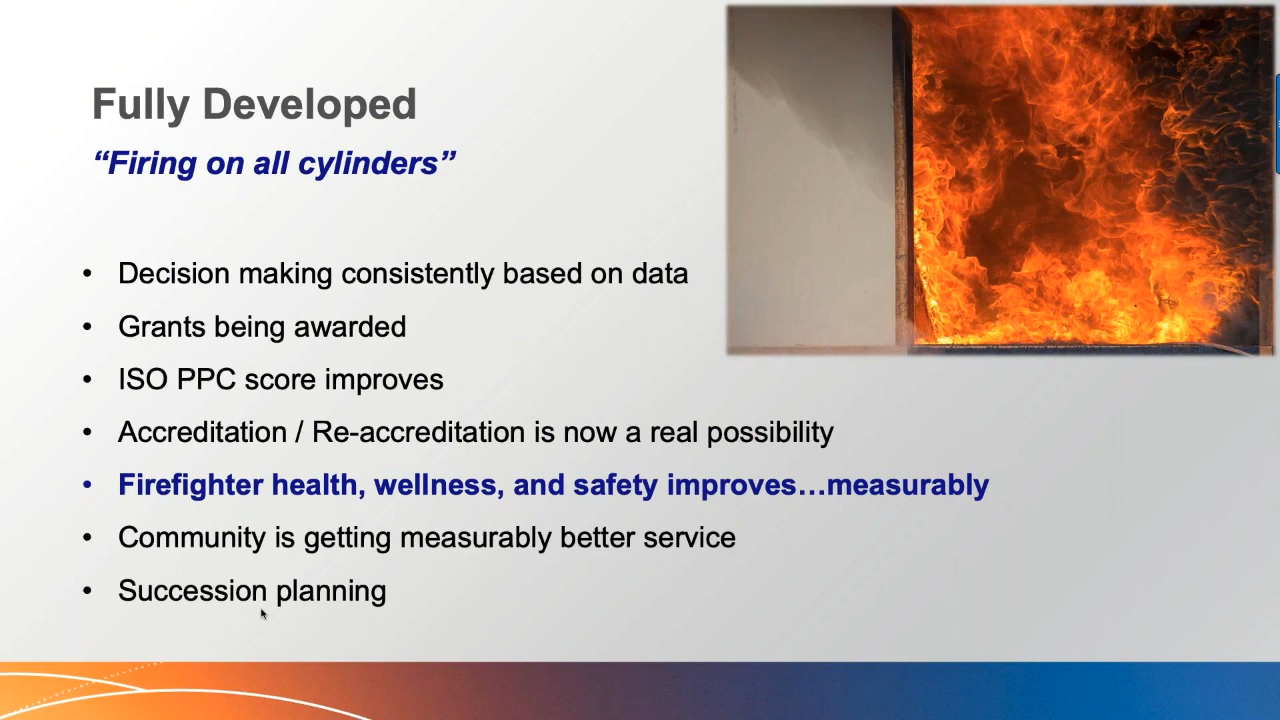 Fully Developed
“Firing on all cylinders”
• Decision making consistently based on data
• Grants being awarded
• ISO PPC score improves
• Accreditation / Re-accreditation is now a real possibility
• Firefighter health, wellness, and safety improves…measurably
• Community is getting measurably better service
• Succession planning